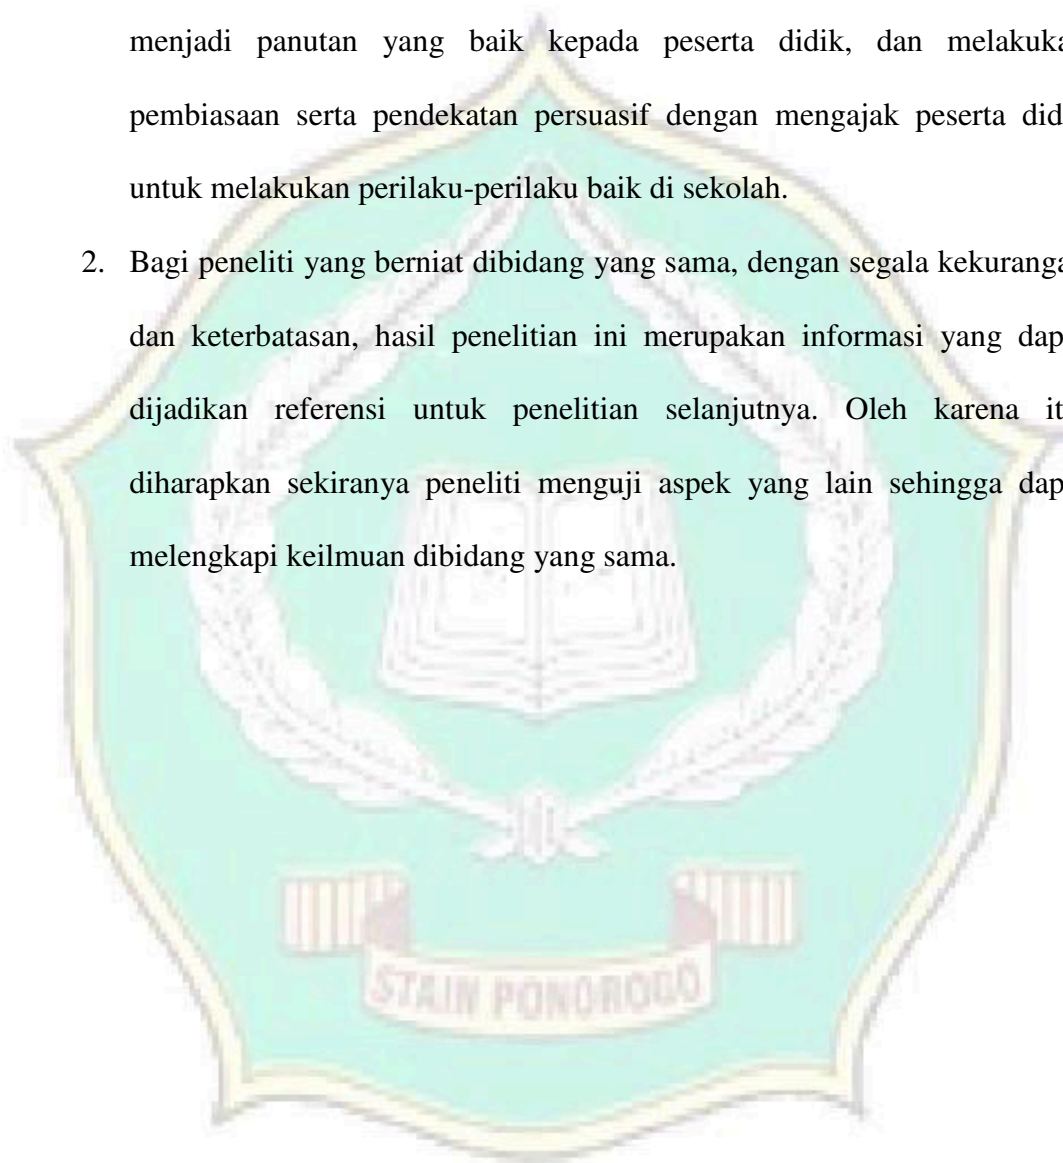 menjadi panutan yang baik kepada peserta didik, dan melakuka
pembiasaan serta pendekatan persuasif dengan mengajak peserta did
untuk melakukan perilaku-perilaku baik di sekolah.
2. Bagi peneliti yang berniat dibidang yang sama, dengan segala kekuranga
dan keterbatasan, hasil penelitian ini merupakan informasi yang dap
dijadikan referensi untuk penelitian selanjutnya. Oleh karena it
diharapkan sekiranya peneliti menguji aspek yang lain sehingga dap
melengkapi keilmuan dibidang yang sama.
STAIN PONOROGO